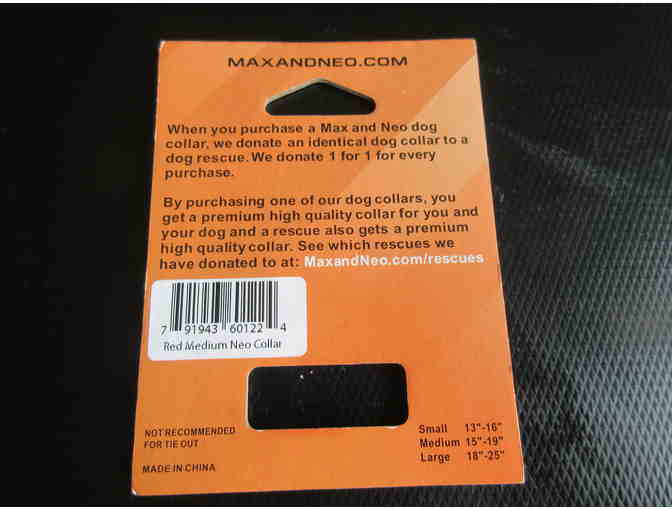 MAXANDNEO.COM
When you purchase a Max and Neo dog
collar, we donate an identical dog collar to a
dog rescue. We donate 1 for 1 for every
purchase.
By purchasing one of our dog collars, you
get a premium high quality collar for you and
your dog and a rescue also gets a premium
high quality collar. See which rescues we
have donated to at: MaxandNeo.com/rescues
7 91943 60122 4
Red Medium Neo Collar
NOT RECOMMENDED
FOR TIE OUT
MADE IN CHINA
Small 13"-16"
Medium 15"-19"
Large 18"-25"